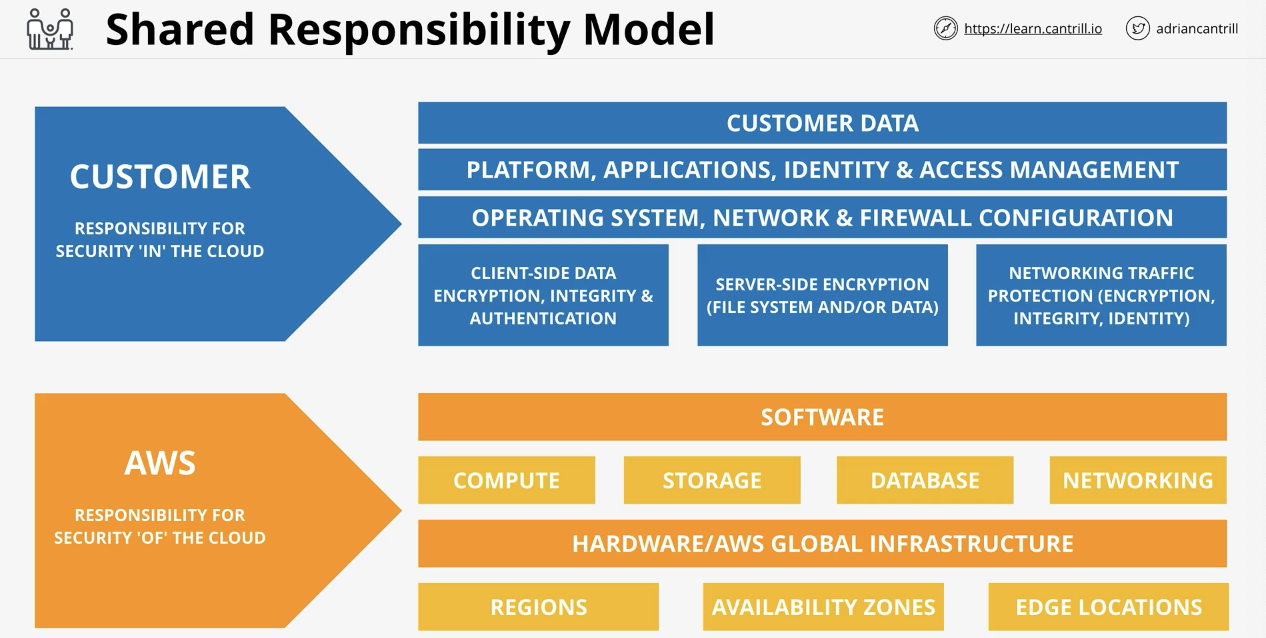 Shared Responsibility Model
https://learn.cantrill.io
adriancantrill
CUSTOMER
RESPONSIBILITY FOR
SECURITY 'IN' THE CLOUD
CUSTOMER DATA
PLATFORM, APPLICATIONS, IDENTITY & ACCESS MANAGEMENT
OPERATING SYSTEM, NETWORK & FIREWALL CONFIGURATION
CLIENT-SIDE DATA
ENCRYPTION, INTEGRITY &
AUTHENTICATION
SERVER-SIDE ENCRYPTION
(FILE SYSTEM AND/OR DATA)
NETWORKING TRAFFIC
PROTECTION (ENCRYPTION,
INTEGRITY, IDENTITY)
AWS
RESPONSIBILITY FOR
SECURITY 'OF' THE CLOUD
SOFTWARE
COMPUTE
STORAGE
DATABASE
NETWORKING
HARDWARE/AWS GLOBAL INFRASTRUCTURE
REGIONS
AVAILABILITY ZONES
EDGE LOCATIONS